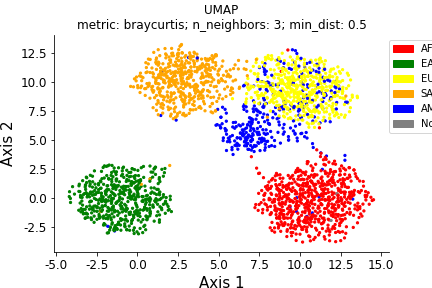 UMAP
metric: braycurtis; n_neighbors: 3; min_dist: 0.5
12.5
10.0
7.5
5.0
2.5
0.0
-2.5
Axis 2
-5.0 -2.5 0.0 2.5 5.0 7.5 10.0 12.5 15.0
Axis 1
AF
EA
EU
SA
AM
No